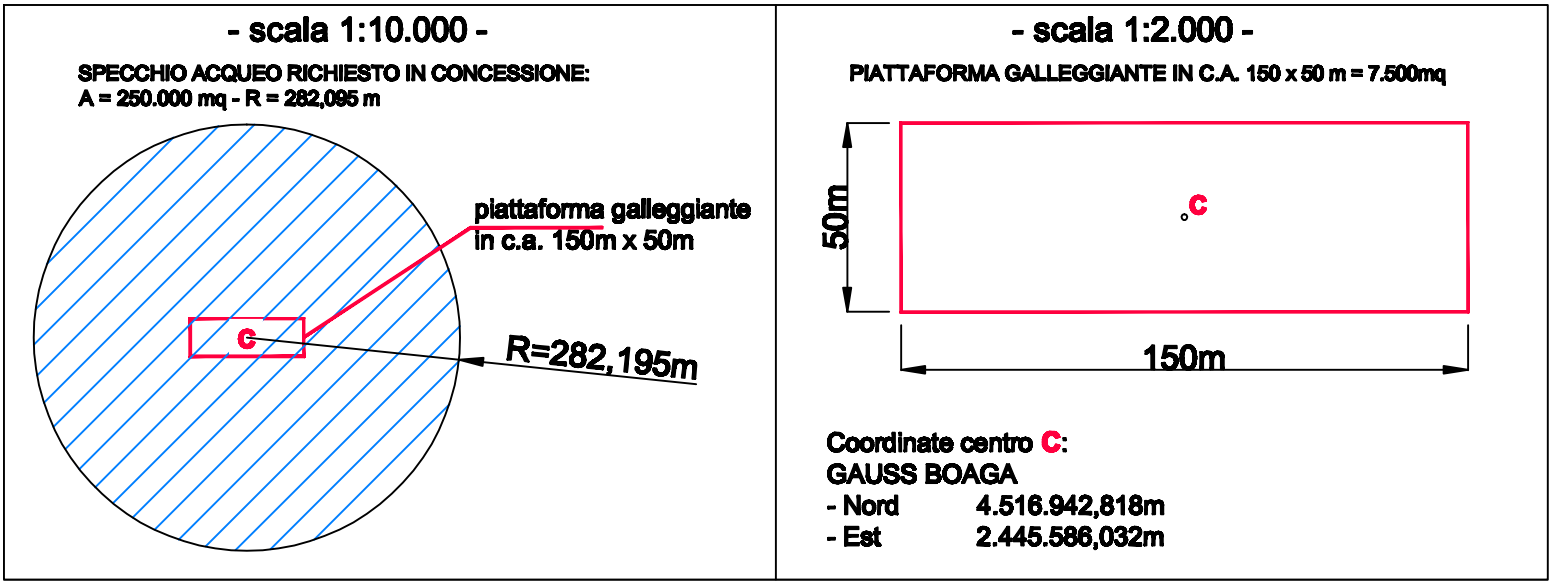 - scala 1:10.000 -
SPECCHIO ACQUEO RICHIESTO IN CONCESSIONE:
A = 250.000 mq - R = 282,095 m
piattaforma galleggiante
in c.a. 150m x 50m
C
R=282,195m
- scala 1:2.000 -
PIATTAFORMA GALLEGGIANTE IN C.A. 150 x 50 m = 7.500mq
50m
C
150m
Coordinate centro C:
GAUSS BOAGA
- Nord 4.516.942,818m
- Est 2.445.586,032m